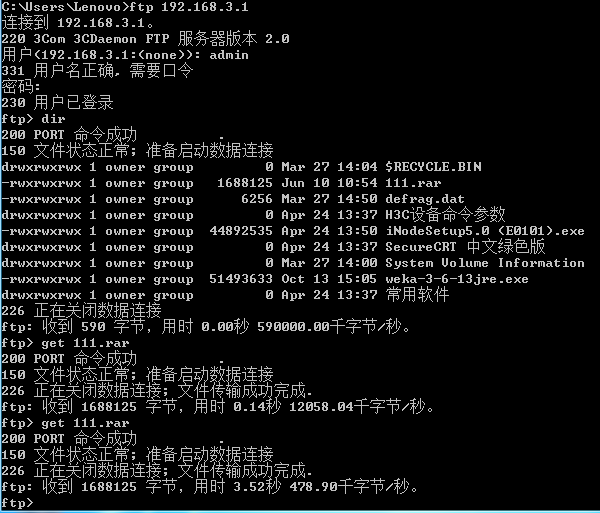 C:\Users\Lenovo>ftp 192.168.3.1
连接到 192.168.3.1。
220 3Com 3CDaemon FTP 服务器版本 2.0
用户(192.168.3.1:(none)): admin
331 用户名正确, 需要口令
密码:
230 用户已登录
ftp> dir
200 PORT 命令成功 .
150 文件状态正常; 准备启动数据连接
drwxrwxrwx 1 owner group 0 Mar 27 14:04 $RECYCLE.BIN
-rwxrwxrwx 1 owner group 1688125 Jun 10 10:54 111.rar
-rwxrwxrwx 1 owner group 6256 Mar 27 14:50 defrag.dat
drwxrwxrwx 1 owner group 0 Apr 24 13:37 H3C设备命令参数
-rwxrwxrwx 1 owner group 44892535 Apr 24 13:50 iNodeSetup5.0 (E0101).exe
drwxrwxrwx 1 owner group 0 Apr 24 13:37 SecureCRT 中文绿色版
drwxrwxrwx 1 owner group 0 Mar 27 14:00 System Volume Information
-rwxrwxrwx 1 owner group 51493633 Oct 13 15:05 weka-3-6-13jre.exe
drwxrwxrwx 1 owner group 0 Apr 24 13:37 常用软件
226 正在关闭数据连接
ftp: 收到 590 字节，用时 0.00秒 590000.00千字节/秒。
ftp> get 111.rar
200 PORT 命令成功 .
150 文件状态正常; 准备启动数据连接
226 正在关闭数据连接; 文件传输成功完成.
ftp: 收到 1688125 字节，用时 0.14秒 12058.04千字节/秒。
ftp> get 111.rar
200 PORT 命令成功 .
150 文件状态正常; 准备启动数据连接
226 正在关闭数据连接; 文件传输成功完成.
ftp: 收到 1688125 字节，用时 3.52秒 478.90千字节/秒。
ftp>